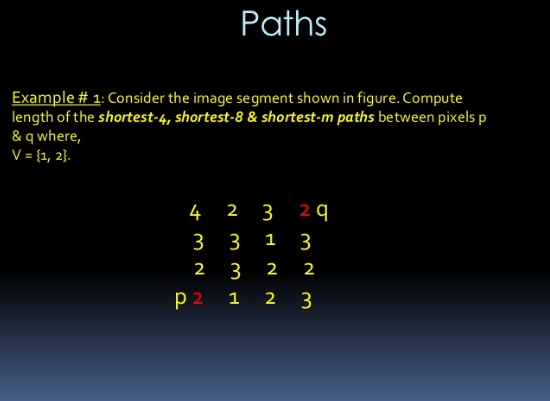 Paths
Example # 1: Consider the image segment shown in figure. Compute
length of the shortest-4, shortest-8 & shortest-m paths between pixels p
& q where,
V = {1, 2}.
4 2 3 2 q
3 3 1 3
2 3 2 2
p 2 1 2 3